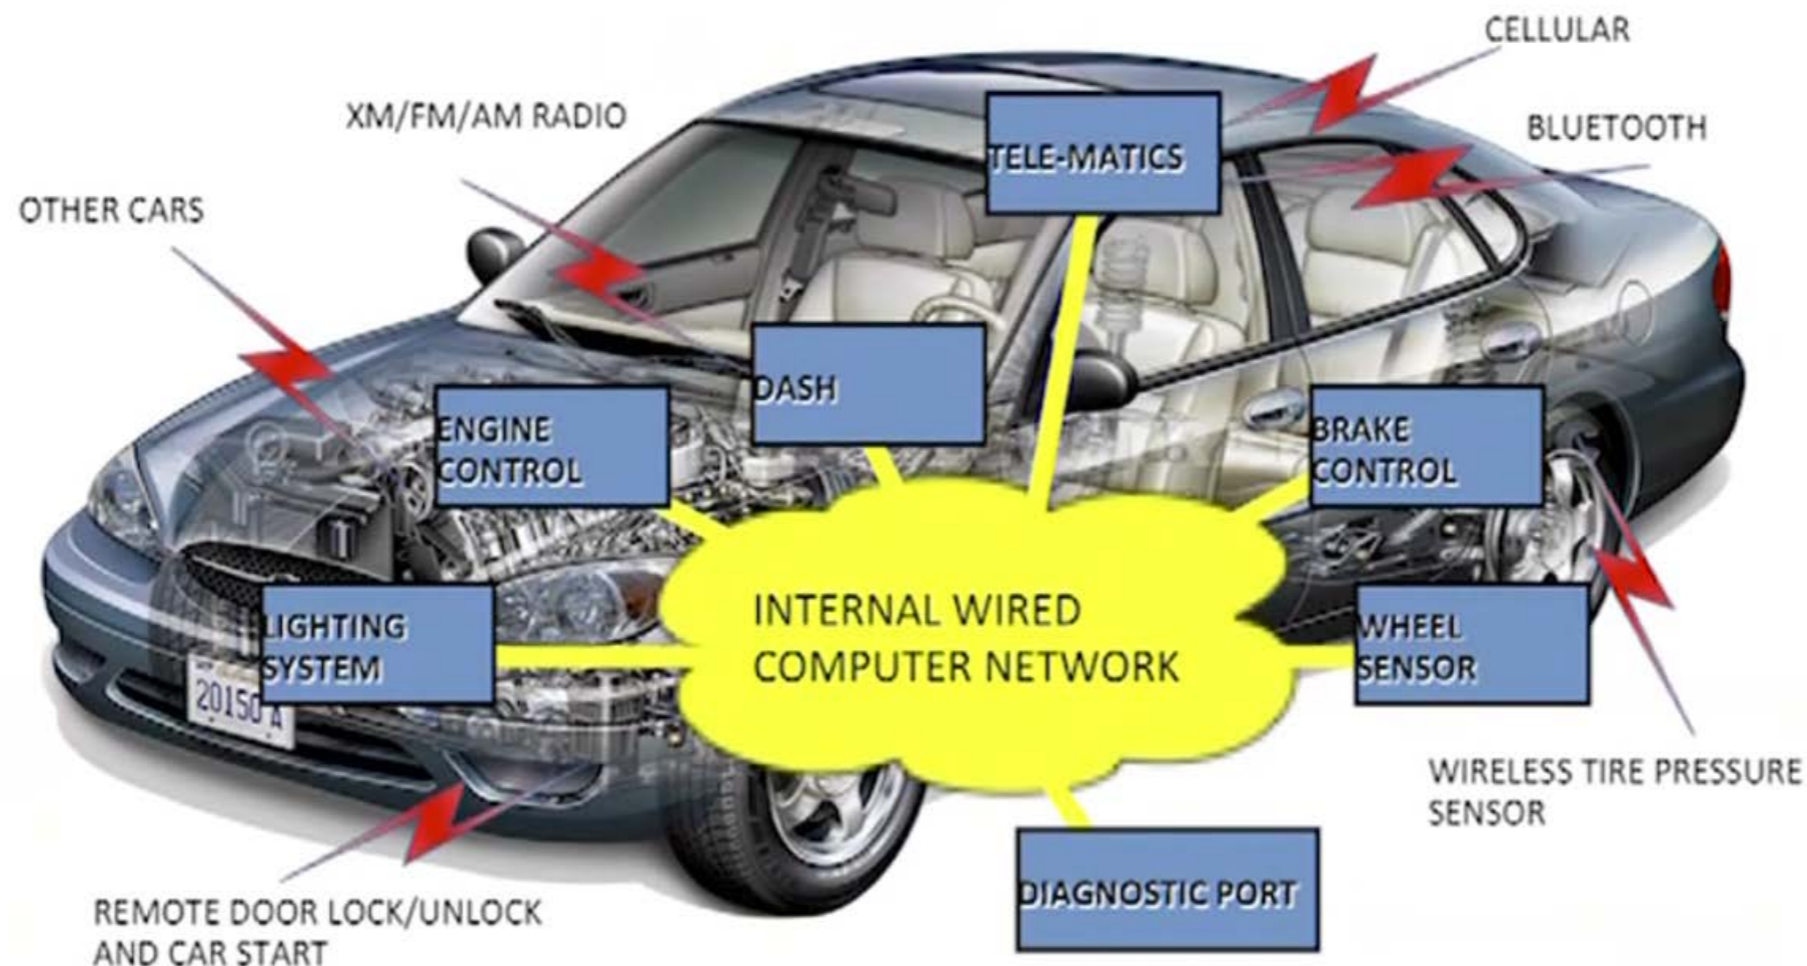 CELLULAR
XM/FM/AM RADIO
BLUETOOTH
TELE-MATICS
OTHER CARS
DASH
ENGINE
CONTROL
BRAKE
CONTROL
INTERNAL WIRED
COMPUTER NETWORK
LIGHTING
SYSTEM
WHEEL
SENSOR
20150 A
WIRELESS TIRE PRESSURE
SENSOR
DIAGNOSTIC PORT
REMOTE DOOR LOCK/UNLOCK
AND CAR START